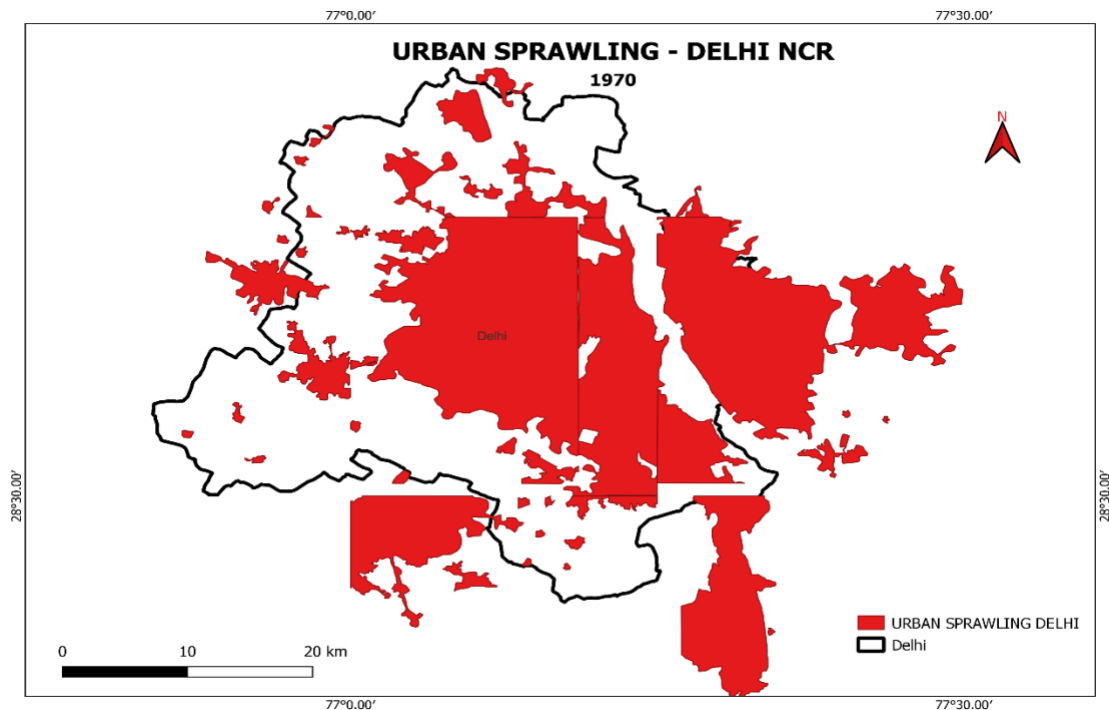 77°0.00′ 77°30.00′
URBAN SPRAWLING - DELHI NCR
1970
N
Delhi
28°30.00′ 28°30.00′
URBAN SPRAWLING DELHI
Delhi
0 10 20 km
77°0.00′ 77°30.00′